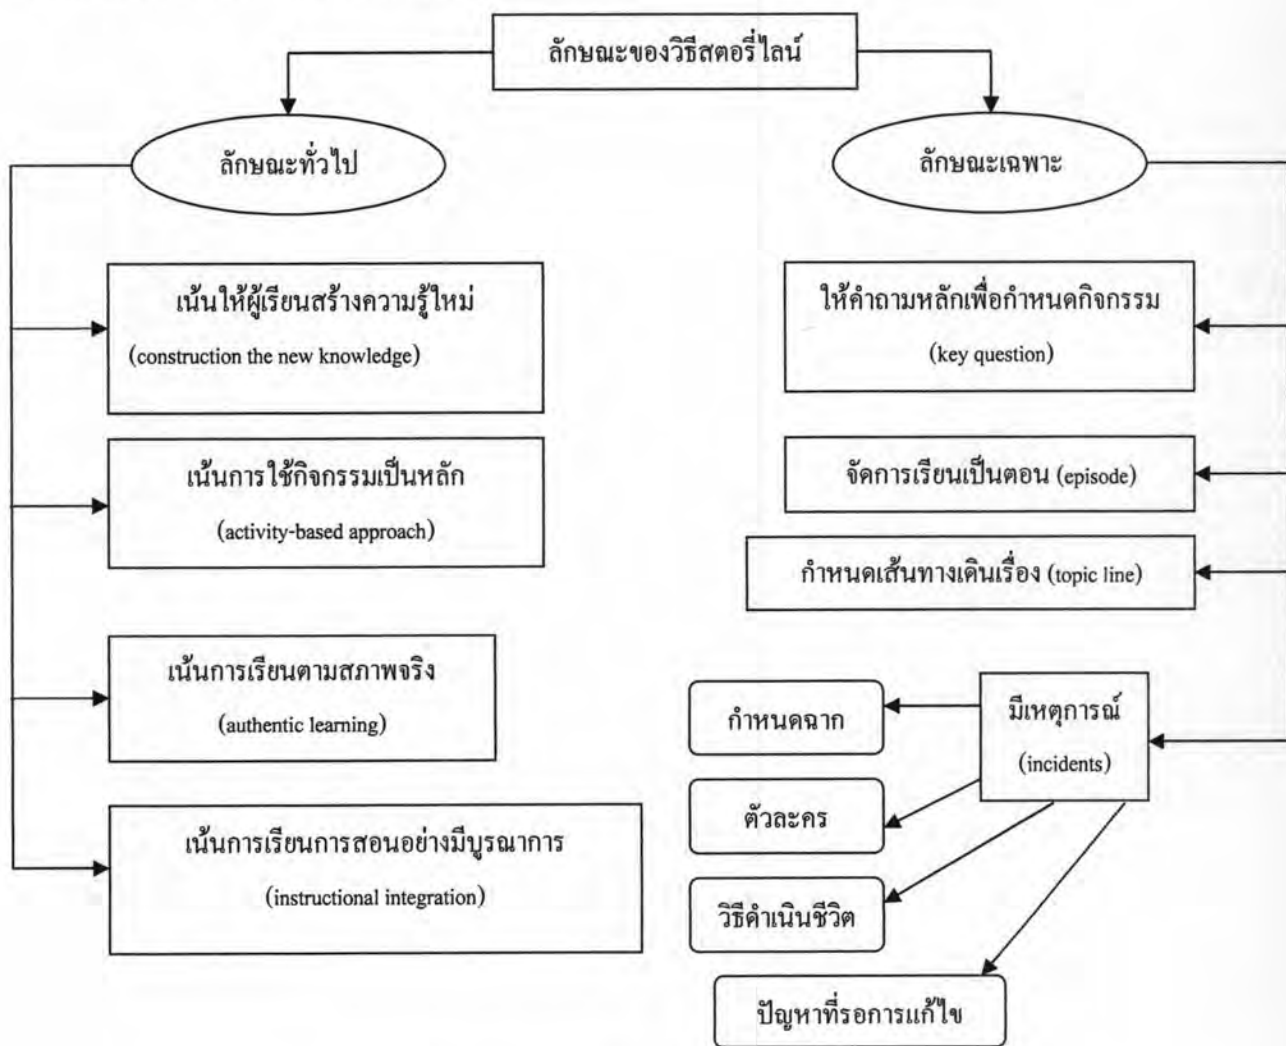 ลักษณะของวิธีสตอรี่ไลน์
ลักษณะทั่วไป
ลักษณะเฉพาะ
เน้นให้ผู้เรียนสร้างความรู้ใหม่
(construction the new knowledge)
เน้นการใช้กิจกรรมเป็นหลัก
(activity-based approach)
เน้นการเรียนตามสภาพจริง
(authentic learning)
เน้นการเรียนการสอนอย่างมีบูรณาการ
(instructional integration)
ให้คำถามหลักเพื่อกำหนดกิจกรรม
(key question)
จัดการเรียนเป็นตอน (episode)
กำหนดเส้นทางเดินเรื่อง (topic line)
มีเหตุการณ์
(incidents)
กำหนดฉาก
ตัวละคร
วิธีดำเนินชีวิต
ปัญหาที่รอการแก้ไข